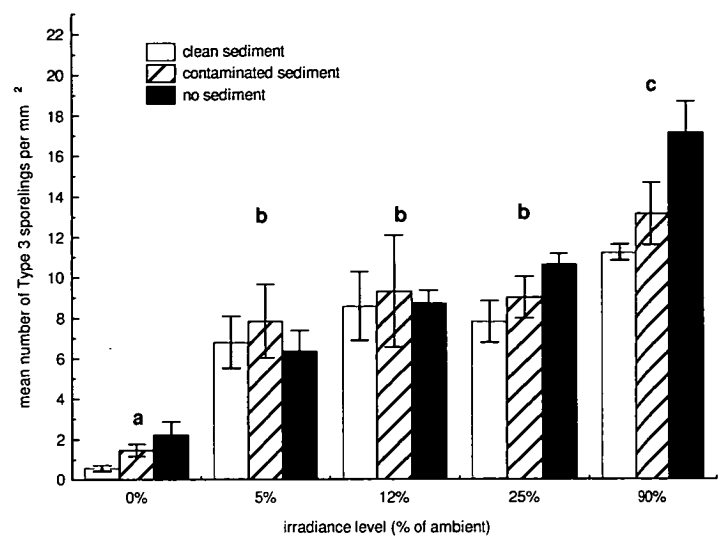 22
20
18
16
14
12
10
8
6
4
2
0
mean number of Type 3 sporelings per mm 2
clean sediment
contaminated sediment
no sediment
a
b
b
b
c
0%
5%
12%
25%
90%
irradiance level (% of ambient)